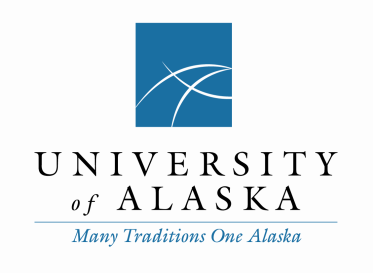 UNIVERSITY
of ALASKA
Many Traditions One Alaska